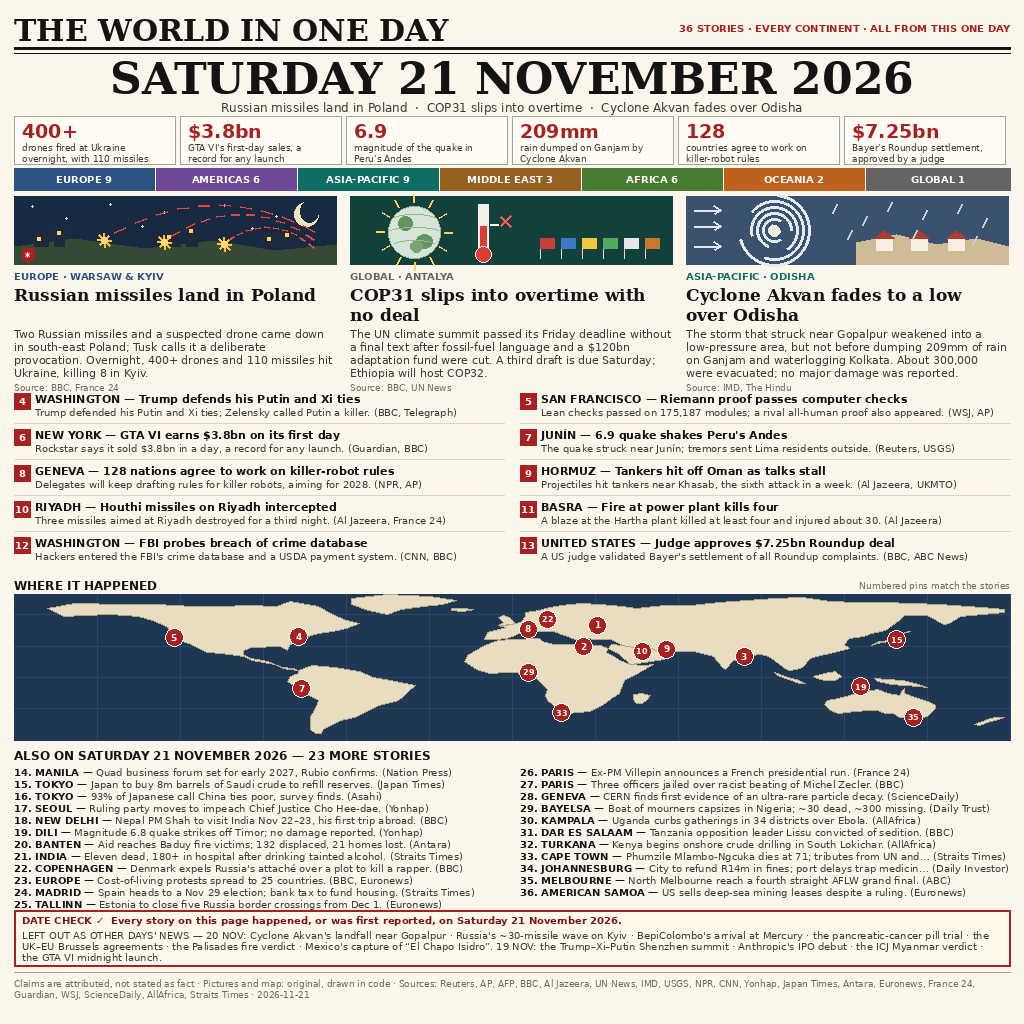 THE WORLD IN ONE DAY
36 STORIES · EVERY CONTINENT · ALL FROM THIS ONE DAY
SATURDAY 21 NOVEMBER 2026
Russian missiles land in Poland · COP31 slips into overtime · Cyclone Akvan fades over Odisha
400+
drones fired at Ukraine
overnight, with 110 missiles
$3.8bn
GTA VI's first-day sales, a
record for any launch
6.9
magnitude of the quake in
Peru's Andes
209mm
rain dumped on Ganjam by
Cyclone Akvan
128
countries agree to work on
killer-robot rules
$7.25bn
Bayer's Roundup settlement,
approved by a judge
EUROPE 9
AMERICAS 6
ASIA-PACIFIC 9
MIDDLE EAST 3
AFRICA 6
OCEANIA 2
GLOBAL 1
EUROPE · WARSAW & KYIV
Russian missiles land in Poland
Two Russian missiles and a suspected drone came down
in south-east Poland; Tusk calls it a deliberate
provocation. Overnight, 400+ drones and 110 missiles hit
Ukraine, killing 8 in Kyiv.
Source: BBC, France 24
GLOBAL · ANTALYA
COP31 slips into overtime with
no deal
The UN climate summit passed its Friday deadline without
a final text after fossil-fuel language and a $120bn
adaptation fund were cut. A third draft is due Saturday;
Ethiopia will host COP32.
Source: BBC, UN News
ASIA-PACIFIC · ODISHA
Cyclone Akvan fades to a low
over Odisha
The storm that struck near Gopalpur weakened into a
low-pressure area, but not before dumping 209mm of rain
on Ganjam and waterlogging Kolkata. About 300,000
were evacuated; no major damage was reported.
Source: IMD, The Hindu
4 WASHINGTON — Trump defends his Putin and Xi ties
Trump defended his Putin and Xi ties; Zelensky called Putin a killer. (BBC, Telegraph)
5 SAN FRANCISCO — Riemann proof passes computer checks
Lean checks passed on 175,187 modules; a rival all-human proof also appeared. (WSJ, AP)
6 NEW YORK — GTA VI earns $3.8bn on its first day
Rockstar says it sold $3.8bn in a day, a record for any launch. (Guardian, BBC)
7 JUNÍN — 6.9 quake shakes Peru's Andes
The quake struck near Junín; tremors sent Lima residents outside. (Reuters, USGS)
8 GENEVA — 128 nations agree to work on killer-robot rules
Delegates will keep drafting rules for killer robots, aiming for 2028. (NPR, AP)
9 HORMUZ — Tankers hit off Oman as talks stall
Projectiles hit tankers near Khasab, the sixth attack in a week. (Al Jazeera, UKMTO)
10 RIYADH — Houthi missiles on Riyadh intercepted
Three missiles aimed at Riyadh destroyed for a third night. (Al Jazeera, France 24)
11 BASRA — Fire at power plant kills four
A blaze at the Hartha plant killed at least four and injured about 30. (Al Jazeera)
12 WASHINGTON — FBI probes breach of crime database
Hackers entered the FBI's crime database and a USDA payment system. (CNN, BBC)
13 UNITED STATES — Judge approves $7.25bn Roundup deal
A US judge validated Bayer's settlement of all Roundup complaints. (BBC, ABC News)
WHERE IT HAPPENED
Numbered pins match the stories
22
8
1
5
4
2
10
9
3
15
29
7
19
33
35
ALSO ON SATURDAY 21 NOVEMBER 2026 — 23 MORE STORIES
14. MANILA — Quad business forum set for early 2027, Rubio confirms. (Nation Press)
15. TOKYO — Japan to buy 8m barrels of Saudi crude to refill reserves. (Japan Times)
16. TOKYO — 93% of Japanese call China ties poor, survey finds. (Asahi)
17. SEOUL — Ruling party moves to impeach Chief Justice Cho Hee-dae. (Yonhap)
18. NEW DELHI — Nepal PM Shah to visit India Nov 22–23, his first trip abroad. (BBC)
19. DILI — Magnitude 6.8 quake strikes off Timor; no damage reported. (Yonhap)
20. BANTEN — Aid reaches Baduy fire victims; 132 displaced, 21 homes lost. (Antara)
21. INDIA — Eleven dead, 180+ in hospital after drinking tainted alcohol. (Straits Times)
22. COPENHAGEN — Denmark expels Russia's attaché over a plot to kill a rapper. (BBC)
23. EUROPE — Cost-of-living protests spread to 25 countries. (BBC, Euronews)
24. MADRID — Spain heads to a Nov 29 election; bank tax to fund housing. (Straits Times)
25. TALLINN — Estonia to close five Russia border crossings from Dec 1. (Euronews)
26. PARIS — Ex-PM Villepin announces a French presidential run. (France 24)
27. PARIS — Three officers jailed over racist beating of Michel Zecler. (BBC)
28. GENEVA — CERN finds first evidence of an ultra-rare particle decay. (ScienceDaily)
29. BAYELSA — Boat of mourners capsizes in Nigeria; ~30 dead, ~300 missing. (Daily Trust)
30. KAMPALA — Uganda curbs gatherings in 34 districts over Ebola. (AllAfrica)
31. DAR ES SALAAM — Tanzania opposition leader Lissu convicted of sedition. (BBC)
32. TURKANA — Kenya begins onshore crude drilling in South Lokichar. (AllAfrica)
33. CAPE TOWN — Phumzile Mlambo-Ngcuka dies at 71; tributes from UN and… (Straits Times)
34. JOHANNESBURG — City to refund R14m in fines; port delays trap medicin… (Daily Investor)
35. MELBOURNE — North Melbourne reach a fourth straight AFLW grand final. (ABC)
36. AMERICAN SAMOA — US sells deep-sea mining leases despite a ruling. (Euronews)
DATE CHECK ✓ Every story on this page happened, or was first reported, on Saturday 21 November 2026.
LEFT OUT AS OTHER DAYS' NEWS — 20 NOV: Cyclone Akvan's landfall near Gopalpur · Russia's ~30-missile wave on Kyiv · BepiColombo's arrival at Mercury · the pancreatic-cancer pill trial · the
UK–EU Brussels agreements · the Palisades fire verdict · Mexico's capture of "El Chapo Isidro". 19 NOV: the Trump–Xi–Putin Shenzhen summit · Anthropic's IPO debut · the ICJ Myanmar verdict ·
the GTA VI midnight launch.
Claims are attributed, not stated as fact · Pictures and map: original, drawn in code · Sources: Reuters, AP, AFP, BBC, Al Jazeera, UN News, IMD, USGS, NPR, CNN, Yonhap, Japan Times, Antara, Euronews, France 24,
Guardian, WSJ, ScienceDaily, AllAfrica, Straits Times · 2026-11-21